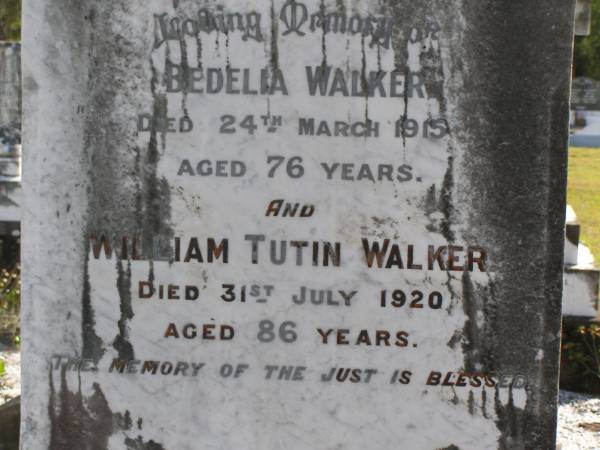 Loving Memory of
BEDELIA WALKER
DIED 24TH MARCH 1915
AGED 76 YEARS.
AND
WILLIAM TUTIN WALKER
DIED 31ST JULY 1920
AGED 86 YEARS.
THE MEMORY OF THE JUST IS BLESSED